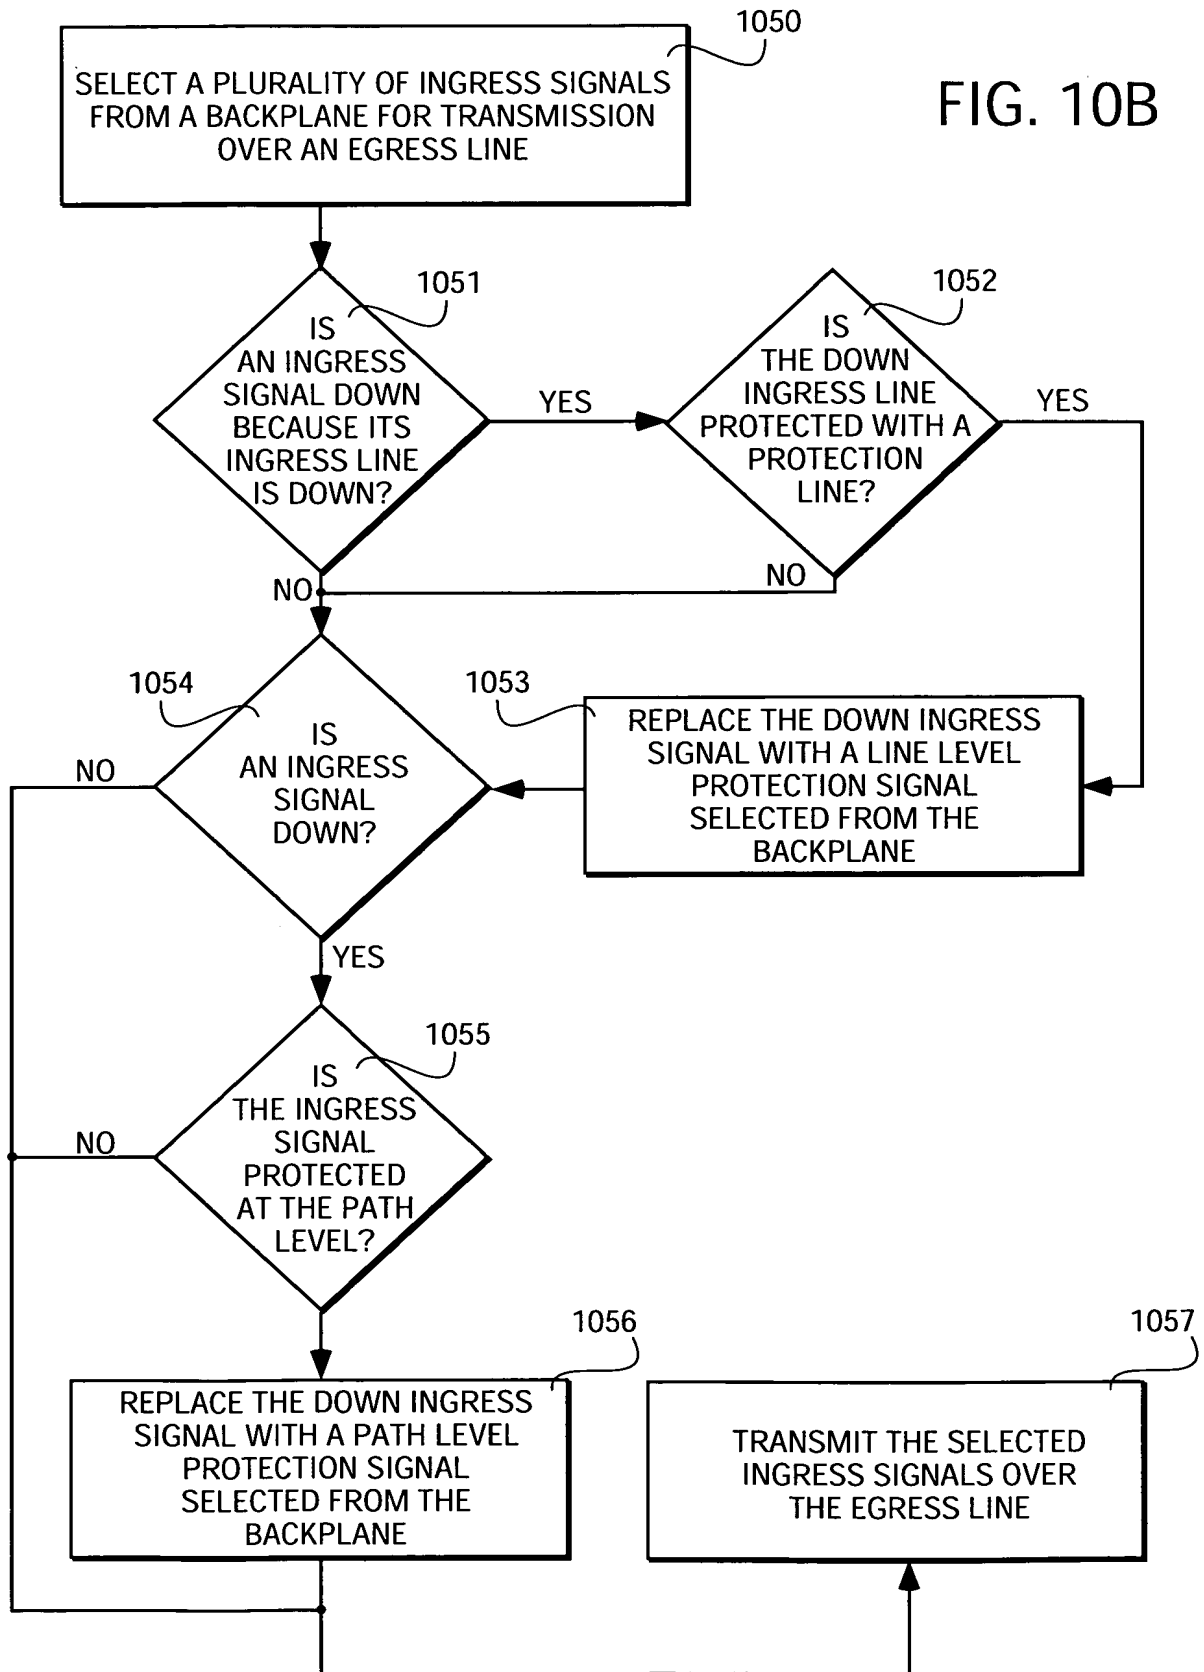 1050
SELECT A PLURALITY OF INGRESS SIGNALS
FROM A BACKPLANE FOR TRANSMISSION
OVER AN EGRESS LINE
FIG. 10B
1051
IS
AN INGRESS
SIGNAL DOWN
BECAUSE ITS
INGRESS LINE
IS DOWN?
YES
1052
IS
THE DOWN
INGRESS LINE
PROTECTED WITH A
PROTECTION
LINE?
YES
NO
NO
1054
IS
AN INGRESS
SIGNAL
DOWN?
NO
1053
REPLACE THE DOWN INGRESS
SIGNAL WITH A LINE LEVEL
PROTECTION SIGNAL
SELECTED FROM THE
BACKPLANE
YES
1055
IS
THE INGRESS
SIGNAL
PROTECTED
AT THE PATH
LEVEL?
NO
1056
REPLACE THE DOWN INGRESS
SIGNAL WITH A PATH LEVEL
PROTECTION SIGNAL
SELECTED FROM THE
BACKPLANE
1057
TRANSMIT THE SELECTED
INGRESS SIGNALS OVER
THE EGRESS LINE